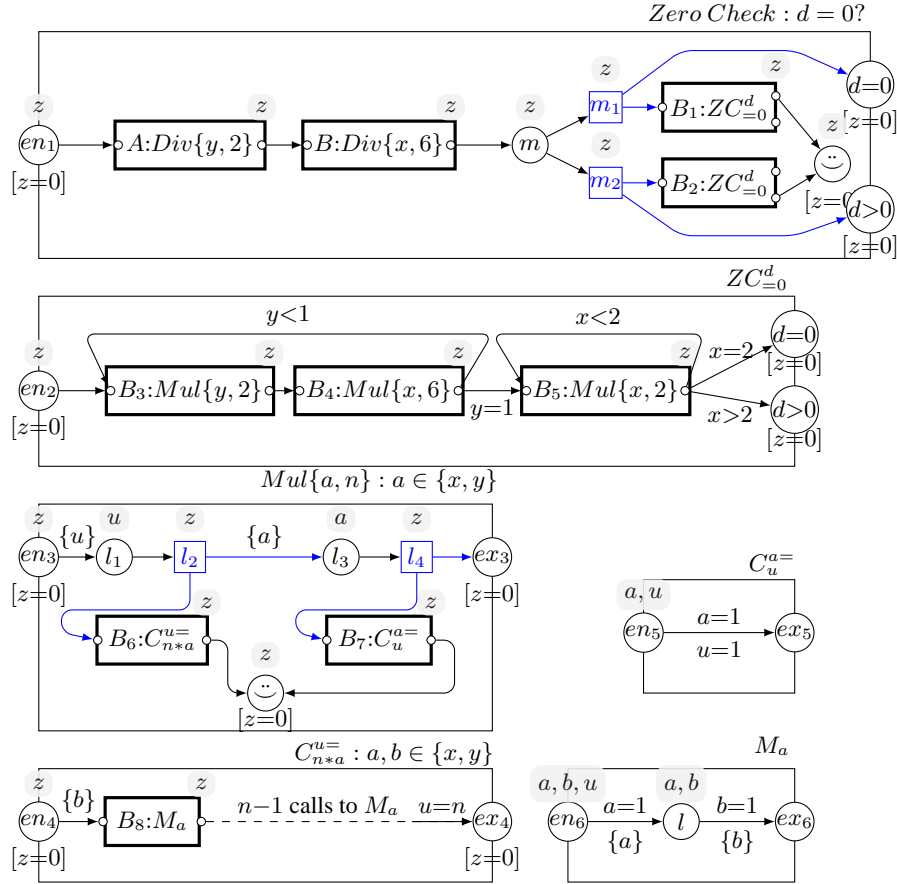 Zero Check : d = 0?
z z z z z z
en₁ A:Div{y, 2} B:Div{x, 6} m m₁ B₁:ZC^d_{=0} d=0
[z=0] [z=0]
z z
m₂ B₂:ZC^d_{=0} ¨⌣ d>0
[z=0 [z=0]
ZC^d_{=0}
y<1 x<2
z z z z
en₂ B₃:Mul{y, 2} B₄:Mul{x, 6} y=1 B₅:Mul{x, 2} x=2 d=0
[z=0] [z=0]
x>2 d>0
[z=0]
Mul{a, n} : a ∈ {x, y}
z u z a z
en₃ {u} l₁ l₂ {a} l₃ l₄ ex₃
[z=0] [z=0]
z z
B₆:C^{u=}_{n∗a} B₇:C^{a=}_u
z
¨⌣
[z=0]
C^{a=}_u
a, u
en₅ a=1 ex₅
u=1
C^{u=}_{n∗a} : a, b ∈ {x, y}
z z
en₄ {b} B₈:M_a n−1 calls to M_a u=n ex₄
[z=0] [z=0]
M_a
a, b, u a, b
en₆ a=1 l b=1 ex₆
{a} {b}